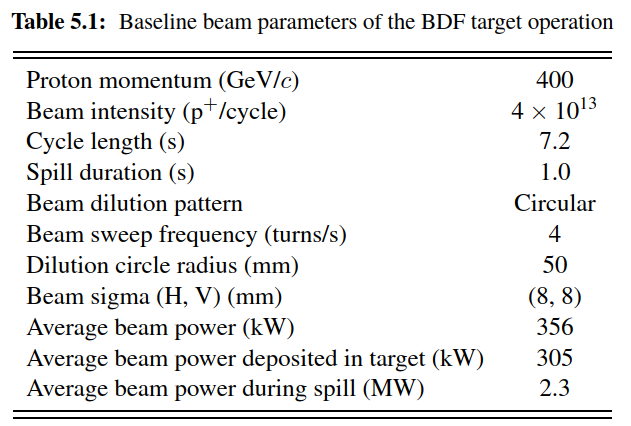 Table 5.1: Baseline beam parameters of the BDF target operation
Proton momentum (GeV/c) 400
Beam intensity (p⁺/cycle) 4 × 10¹³
Cycle length (s) 7.2
Spill duration (s) 1.0
Beam dilution pattern Circular
Beam sweep frequency (turns/s) 4
Dilution circle radius (mm) 50
Beam sigma (H, V) (mm) (8, 8)
Average beam power (kW) 356
Average beam power deposited in target (kW) 305
Average beam power during spill (MW) 2.3